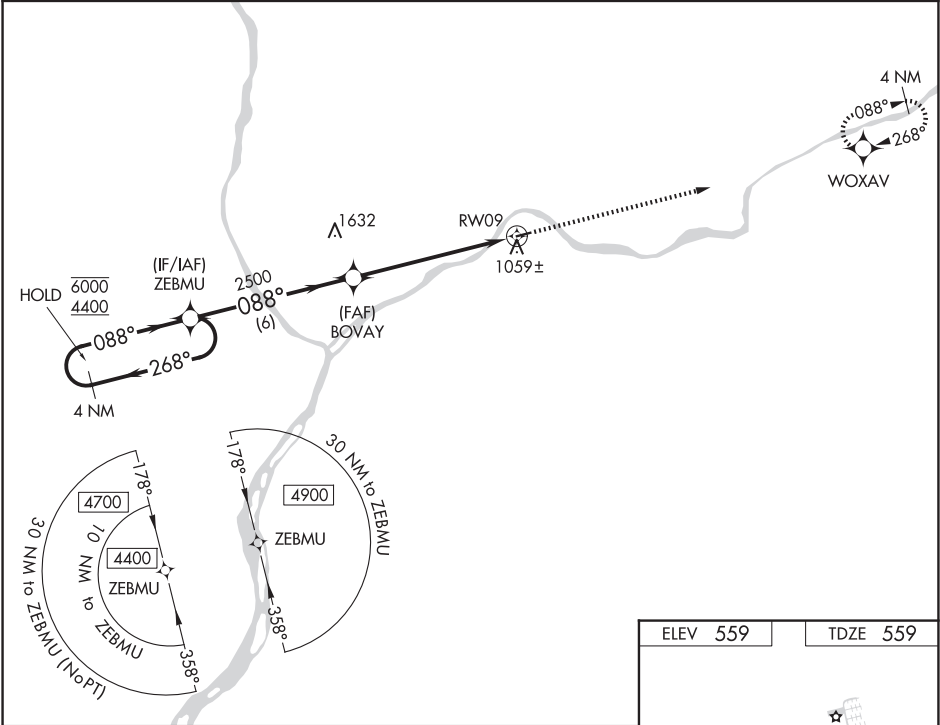 4 NM
088°
268°
WOXAV
1632
RW09
1059±
(IF/IAF)
ZEBMU
2500
088°
(6)
(FAF)
BOVAY
HOLD
6000
4400
088°
268°
4 NM
178°
4700
30 NM to ZEBMU (NoPT)
10 NM to ZEBMU
4400
ZEBMU
358°
178°
30 NM to ZEBMU
4900
ZEBMU
358°
ELEV 559
TDZE 559